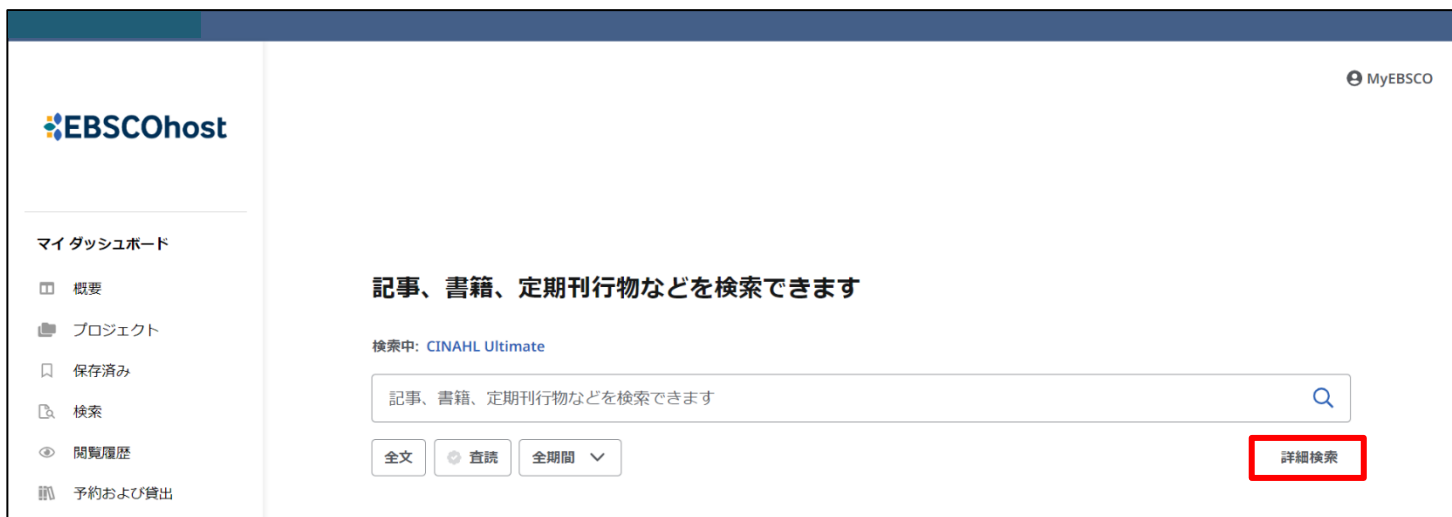 MyEBSCO
EBSCOhost
マイ ダッシュボード
概要
プロジェクト
保存済み
検索
閲覧履歴
予約および貸出
記事、書籍、定期刊行物などを検索できます
検索中: CINAHL Ultimate
記事、書籍、定期刊行物などを検索できます
全文 査読 全期間 詳細検索